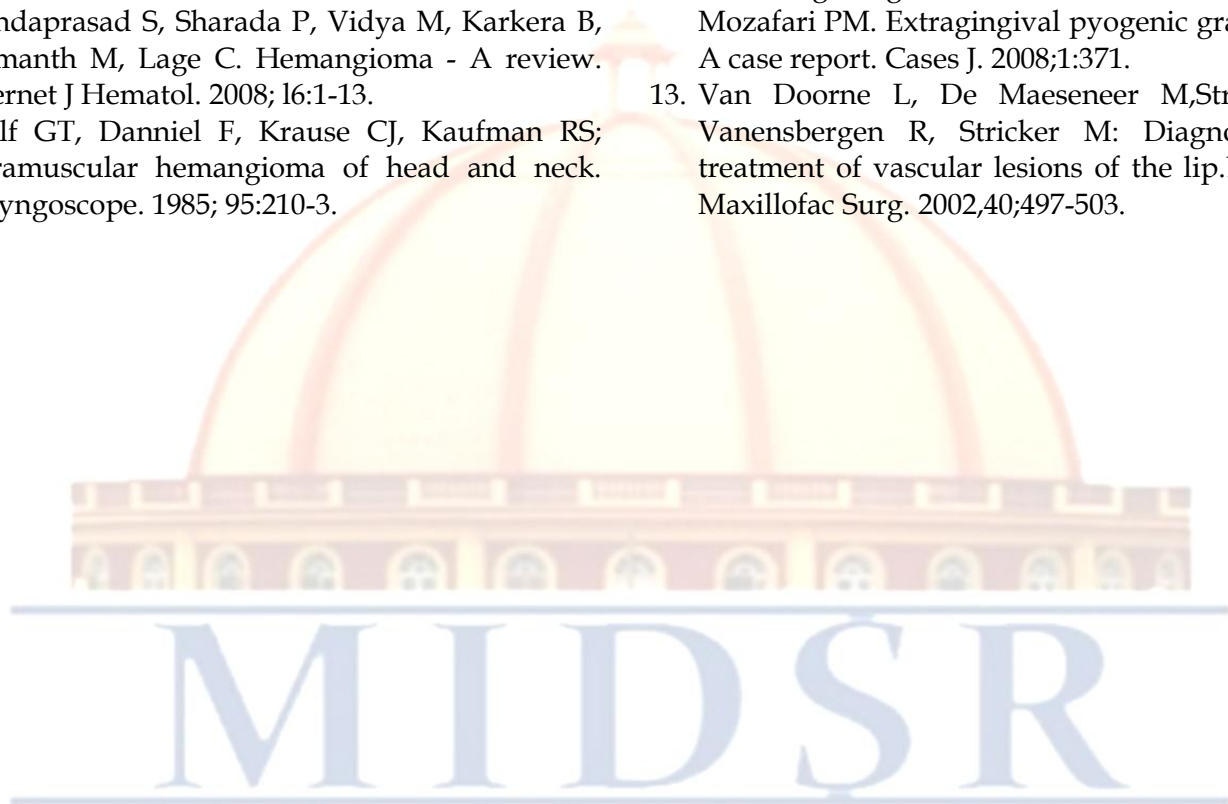 ndaprasad S, Sharada P, Vidya M, Karkera B,
manth M, Lage C. Hemangioma - A review.
ernet J Hematol. 2008; l6:1-13.
lf GT, Danniel F, Krause CJ, Kaufman RS;
ramuscular hemangioma of head and neck.
yngoscope. 1985; 95:210-3.
Mozafari PM. Extragingival pyogenic gra
A case report. Cases J. 2008;1:371.
13. Van Doorne L, De Maeseneer M,Str
Vanensbergen R, Stricker M: Diagno
treatment of vascular lesions of the lip.
Maxillofac Surg. 2002,40;497-503.
MIDSR